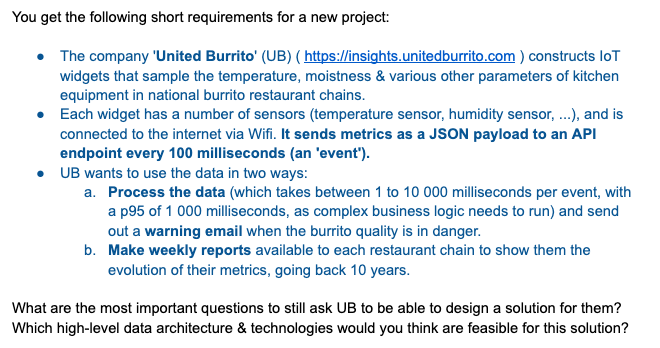 You get the following short requirements for a new project:
● The company 'United Burrito' (UB) ( https://insights.unitedburrito.com ) constructs IoT
widgets that sample the temperature, moistness & various other parameters of kitchen
equipment in national burrito restaurant chains.
● Each widget has a number of sensors (temperature sensor, humidity sensor, ...), and is
connected to the internet via Wifi. It sends metrics as a JSON payload to an API
endpoint every 100 milliseconds (an 'event').
● UB wants to use the data in two ways:
a. Process the data (which takes between 1 to 10 000 milliseconds per event, with
a p95 of 1 000 milliseconds, as complex business logic needs to run) and send
out a warning email when the burrito quality is in danger.
b. Make weekly reports available to each restaurant chain to show them the
evolution of their metrics, going back 10 years.
What are the most important questions to still ask UB to be able to design a solution for them?
Which high-level data architecture & technologies would you think are feasible for this solution?